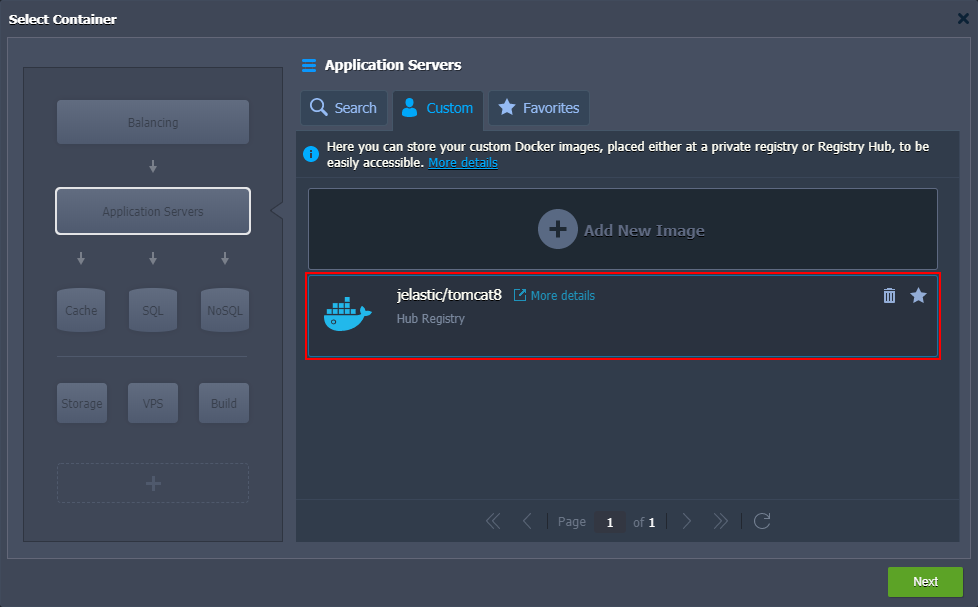 Select Container
Balancing
Application Servers
Cache
SQL
NoSQL
Storage
VPS
Build
Application Servers
Search
Custom
Favorites
Here you can store your custom Docker images, placed either at a private registry or Registry Hub, to be
easily accessible. More details
Add New Image
jelastic/tomcat8 More details
Hub Registry
Page 1 of 1
Next